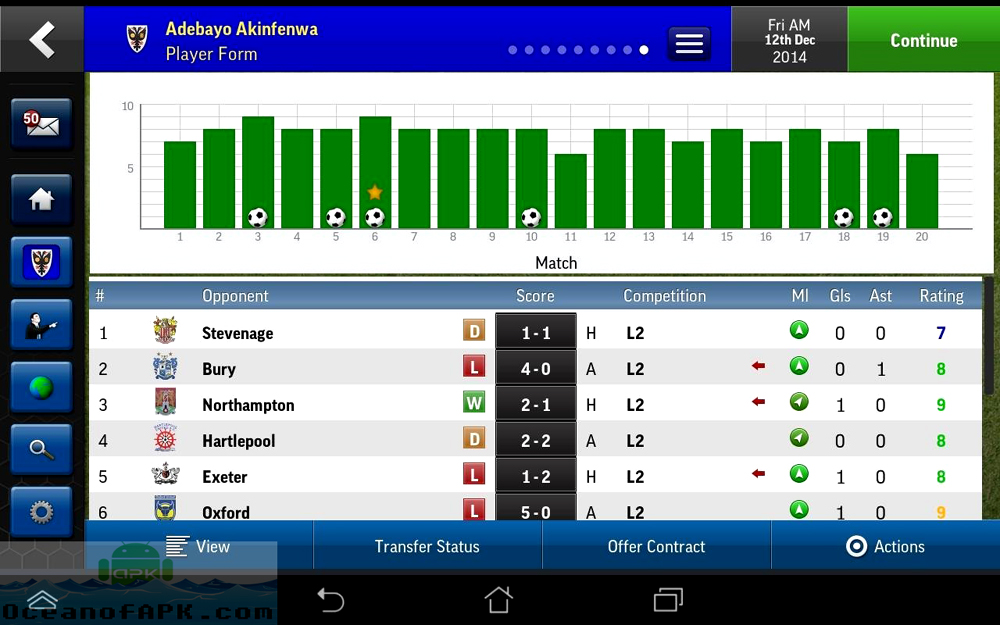 Adebayo Akinfenwa
Player Form
Fri AM
12th Dec
2014
Continue
50
10
5
1 2 3 4 5 6 7 8 9 10 11 12 13 14 15 16 17 18 19 20
Match
# Opponent Score Competition MI Gls Ast Rating
1 Stevenage D 1 - 1 H L2 0 0 7
2 Bury L 4 - 0 A L2 0 1 8
3 Northampton W 2 - 1 H L2 1 0 9
4 Hartlepool D 2 - 2 A L2 0 0 8
5 Exeter L 1 - 2 H L2 1 0 8
6 Oxford L 5 - 0 A L2 1 0 9
View Transfer Status Offer Contract Actions
APK
OceanofAPK.com